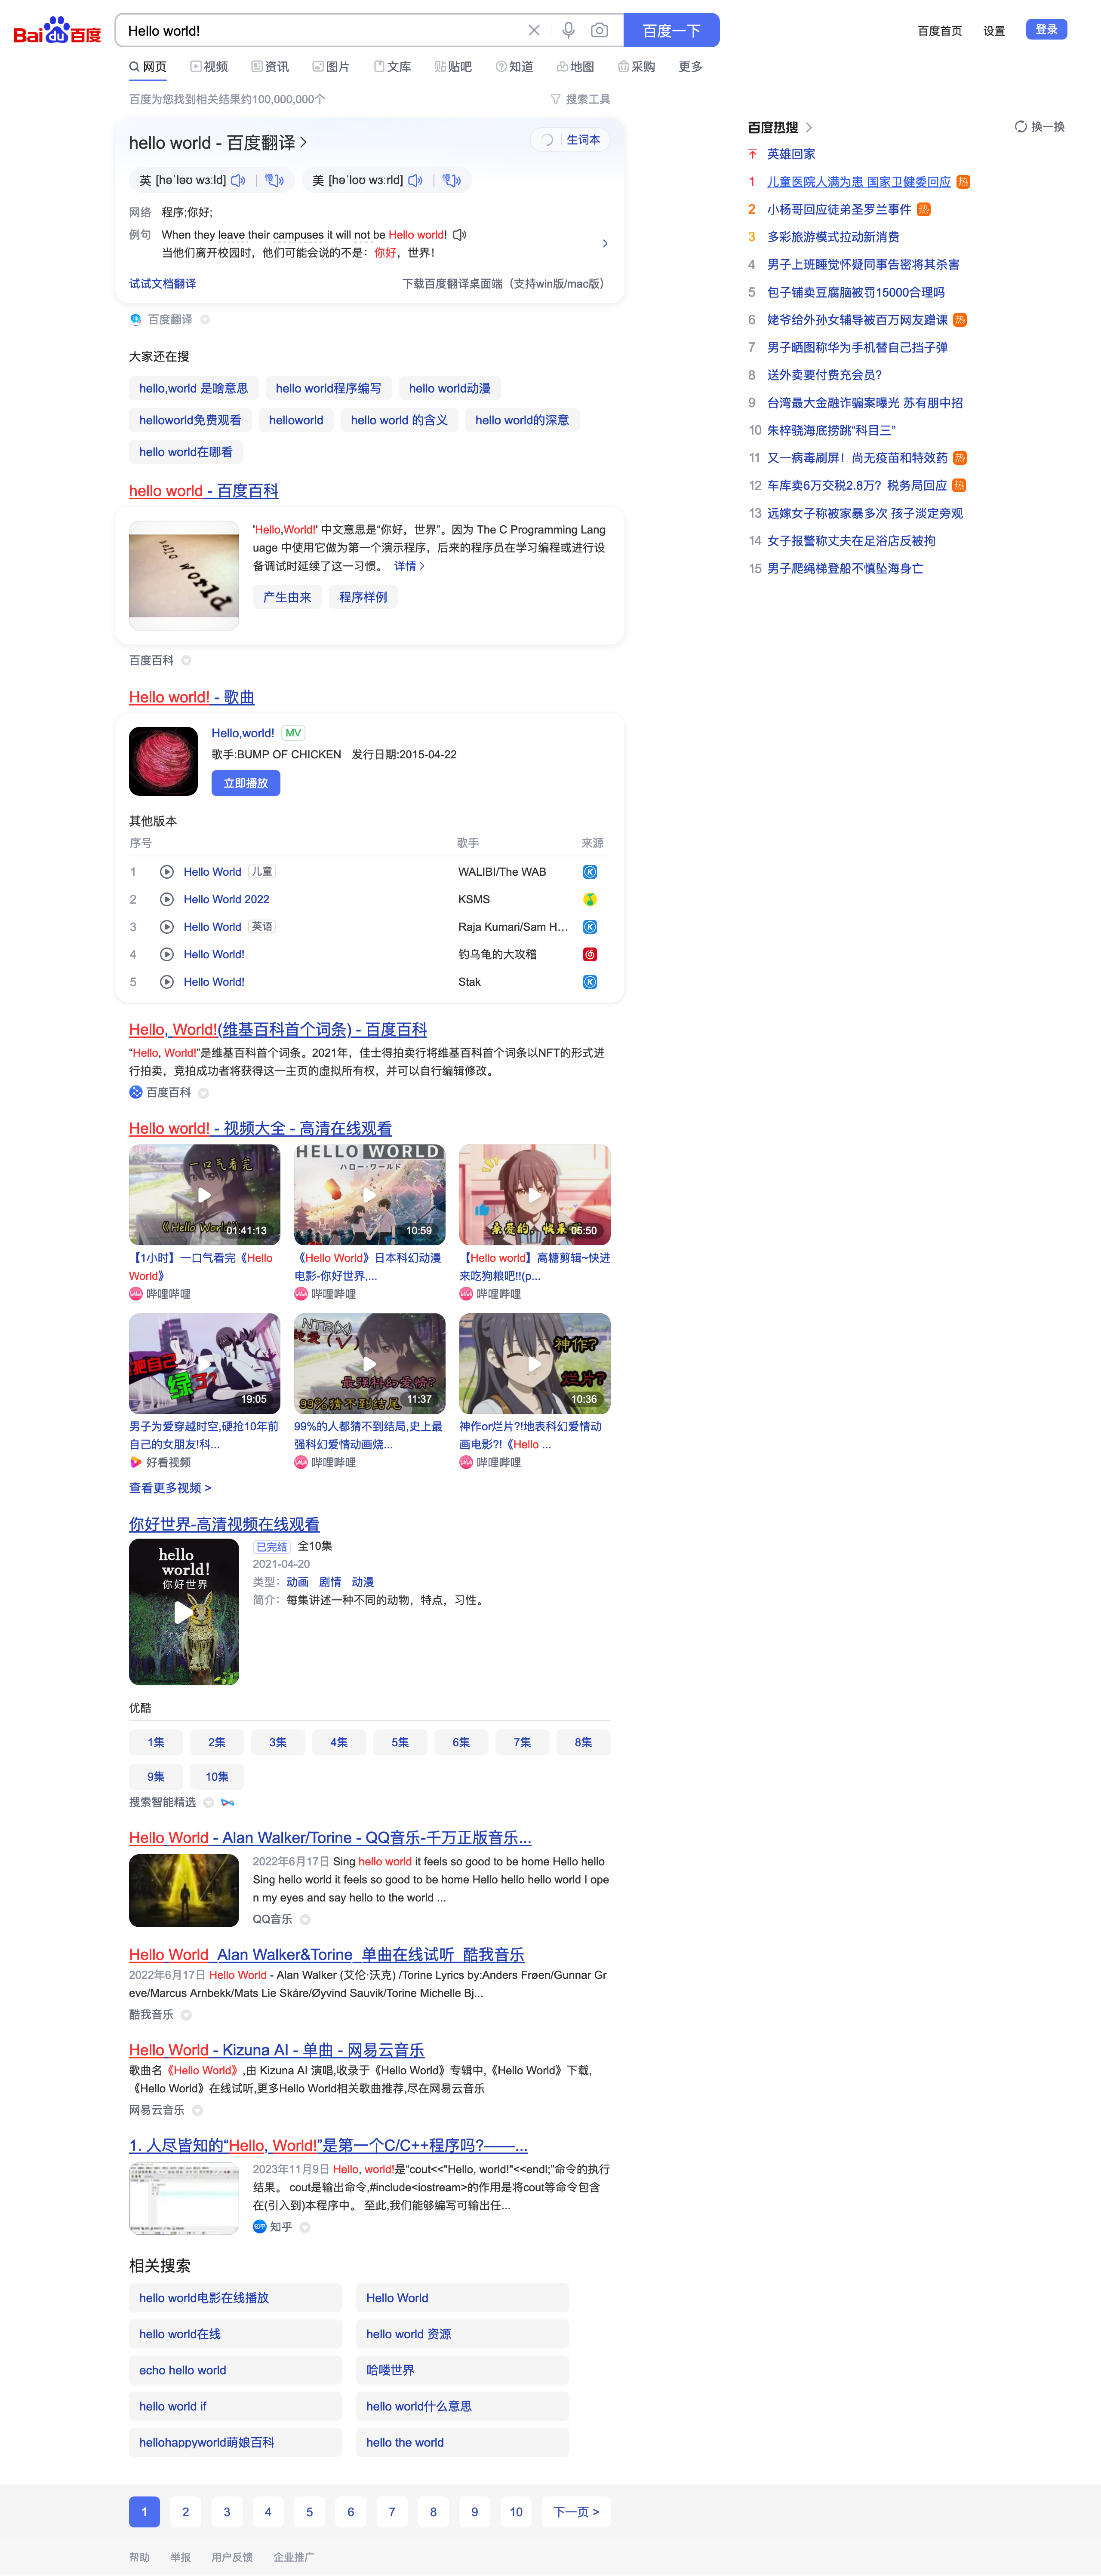 Bai du 百度
Hello world!
百度一下
百度首页
设置
登录
网页
视频
资讯
图片
文库
贴吧
知道
地图
采购
更多
百度为您找到相关结果约100,000,000个
搜索工具
hello world - 百度翻译
生词本
英 [həˈləʊ wɜːld]
美 [həˈloʊ wɜːrld]
网络 程序;你好;
例句 When they leave their campuses it will not be Hello world!
当他们离开校园时，他们可能会说的不是：你好，世界！
试试文档翻译
下载百度翻译桌面端（支持win版/mac版）
百度翻译
大家还在搜
hello,world 是啥意思
hello world程序编写
hello world动漫
helloworld免费观看
helloworld
hello world 的含义
hello world的深意
hello world在哪看
hello world - 百度百科
hello world
'Hello,World!' 中文意思是“你好，世界”。因为 The C Programming Lang
uage 中使用它做为第一个演示程序，后来的程序员在学习编程或进行设
备调试时延续了这一习惯。 详情
产生由来
程序样例
百度百科
Hello world! - 歌曲
Hello,world! MV
歌手:BUMP OF CHICKEN 发行日期:2015-04-22
立即播放
其他版本
序号 歌手 来源
1 Hello World 儿童 WALIBI/The WAB
2 Hello World 2022 KSMS
3 Hello World 英语 Raja Kumari/Sam H...
4 Hello World! 钓乌龟的大攻稽
5 Hello World! Stak
Hello, World!(维基百科首个词条) - 百度百科
“Hello, World!”是维基百科首个词条。2021年，佳士得拍卖行将维基百科首个词条以NFT的形式进
行拍卖，竞拍成功者将获得这一主页的虚拟所有权，并可以自行编辑修改。
百度百科
Hello world! - 视频大全 - 高清在线观看
一口气看完
《Hello World》
01:41:13
【1小时】一口气看完《Hello
World》
哔哩哔哩
HELLO WORLD
ハロー・ワールド
10:59
《Hello World》日本科幻动漫
电影-你好世界,...
哔哩哔哩
05:50
【Hello world】高糖剪辑~快进
来吃狗粮吧!!(p...
哔哩哔哩
把自己
绿了?
19:05
男子为爱穿越时空,硬抢10年前
自己的女朋友!科...
好看视频
NTR(x)
纯爱(√)
最强科幻爱情?
99%猜不到结尾
11:37
99%的人都猜不到结局,史上最
强科幻爱情动画烧...
哔哩哔哩
神作?
烂片?
10:36
神作or烂片?!地表科幻爱情动
画电影?!《Hello ...
哔哩哔哩
查看更多视频 >
你好世界-高清视频在线观看
hello
world!
你好世界
已完结 全10集
2021-04-20
类型： 动画 剧情 动漫
简介： 每集讲述一种不同的动物，特点，习性。
优酷
1集
2集
3集
4集
5集
6集
7集
8集
9集
10集
搜索智能精选
Hello World - Alan Walker/Torine - QQ音乐-千万正版音乐...
2022年6月17日 Sing hello world it feels so good to be home Hello hello
Sing hello world it feels so good to be home Hello hello hello world I ope
n my eyes and say hello to the world ...
QQ音乐
Hello World_Alan Walker&Torine_单曲在线试听_酷我音乐
2022年6月17日 Hello World - Alan Walker (艾伦·沃克) /Torine Lyrics by:Anders Frøen/Gunnar Gr
eve/Marcus Arnbekk/Mats Lie Skåre/Øyvind Sauvik/Torine Michelle Bj...
酷我音乐
Hello World - Kizuna AI - 单曲 - 网易云音乐
歌曲名《Hello World》,由 Kizuna AI 演唱,收录于《Hello World》专辑中,《Hello World》下载,
《Hello World》在线试听,更多Hello World相关歌曲推荐,尽在网易云音乐
网易云音乐
1. 人尽皆知的“Hello, World!”是第一个C/C++程序吗?——...
2023年11月9日 Hello, world!是“cout<<"Hello, world!"<<endl;”命令的执行
结果。 cout是输出命令,#include<iostream>的作用是将cout等命令包含
在(引入到)本程序中。 至此,我们能够编写可输出任...
知乎
相关搜索
hello world电影在线播放
Hello World
hello world在线
hello world 资源
echo hello world
哈喽世界
hello world if
hello world什么意思
hellohappyworld萌娘百科
hello the world
1 2 3 4 5 6 7 8 9 10 下一页 >
帮助 举报 用户反馈 企业推广
百度热搜
换一换
英雄回家
1 儿童医院人满为患 国家卫健委回应 热
2 小杨哥回应徒弟圣罗兰事件 热
3 多彩旅游模式拉动新消费
4 男子上班睡觉怀疑同事告密将其杀害
5 包子铺卖豆腐脑被罚15000合理吗
6 姥爷给外孙女辅导被百万网友蹭课 热
7 男子晒图称华为手机替自己挡子弹
8 送外卖要付费充会员?
9 台湾最大金融诈骗案曝光 苏有朋中招
10 朱梓骁海底捞跳“科目三”
11 又一病毒刷屏！尚无疫苗和特效药 热
12 车库卖6万交税2.8万？税务局回应 热
13 远嫁女子称被家暴多次 孩子淡定旁观
14 女子报警称丈夫在足浴店反被拘
15 男子爬绳梯登船不慎坠海身亡